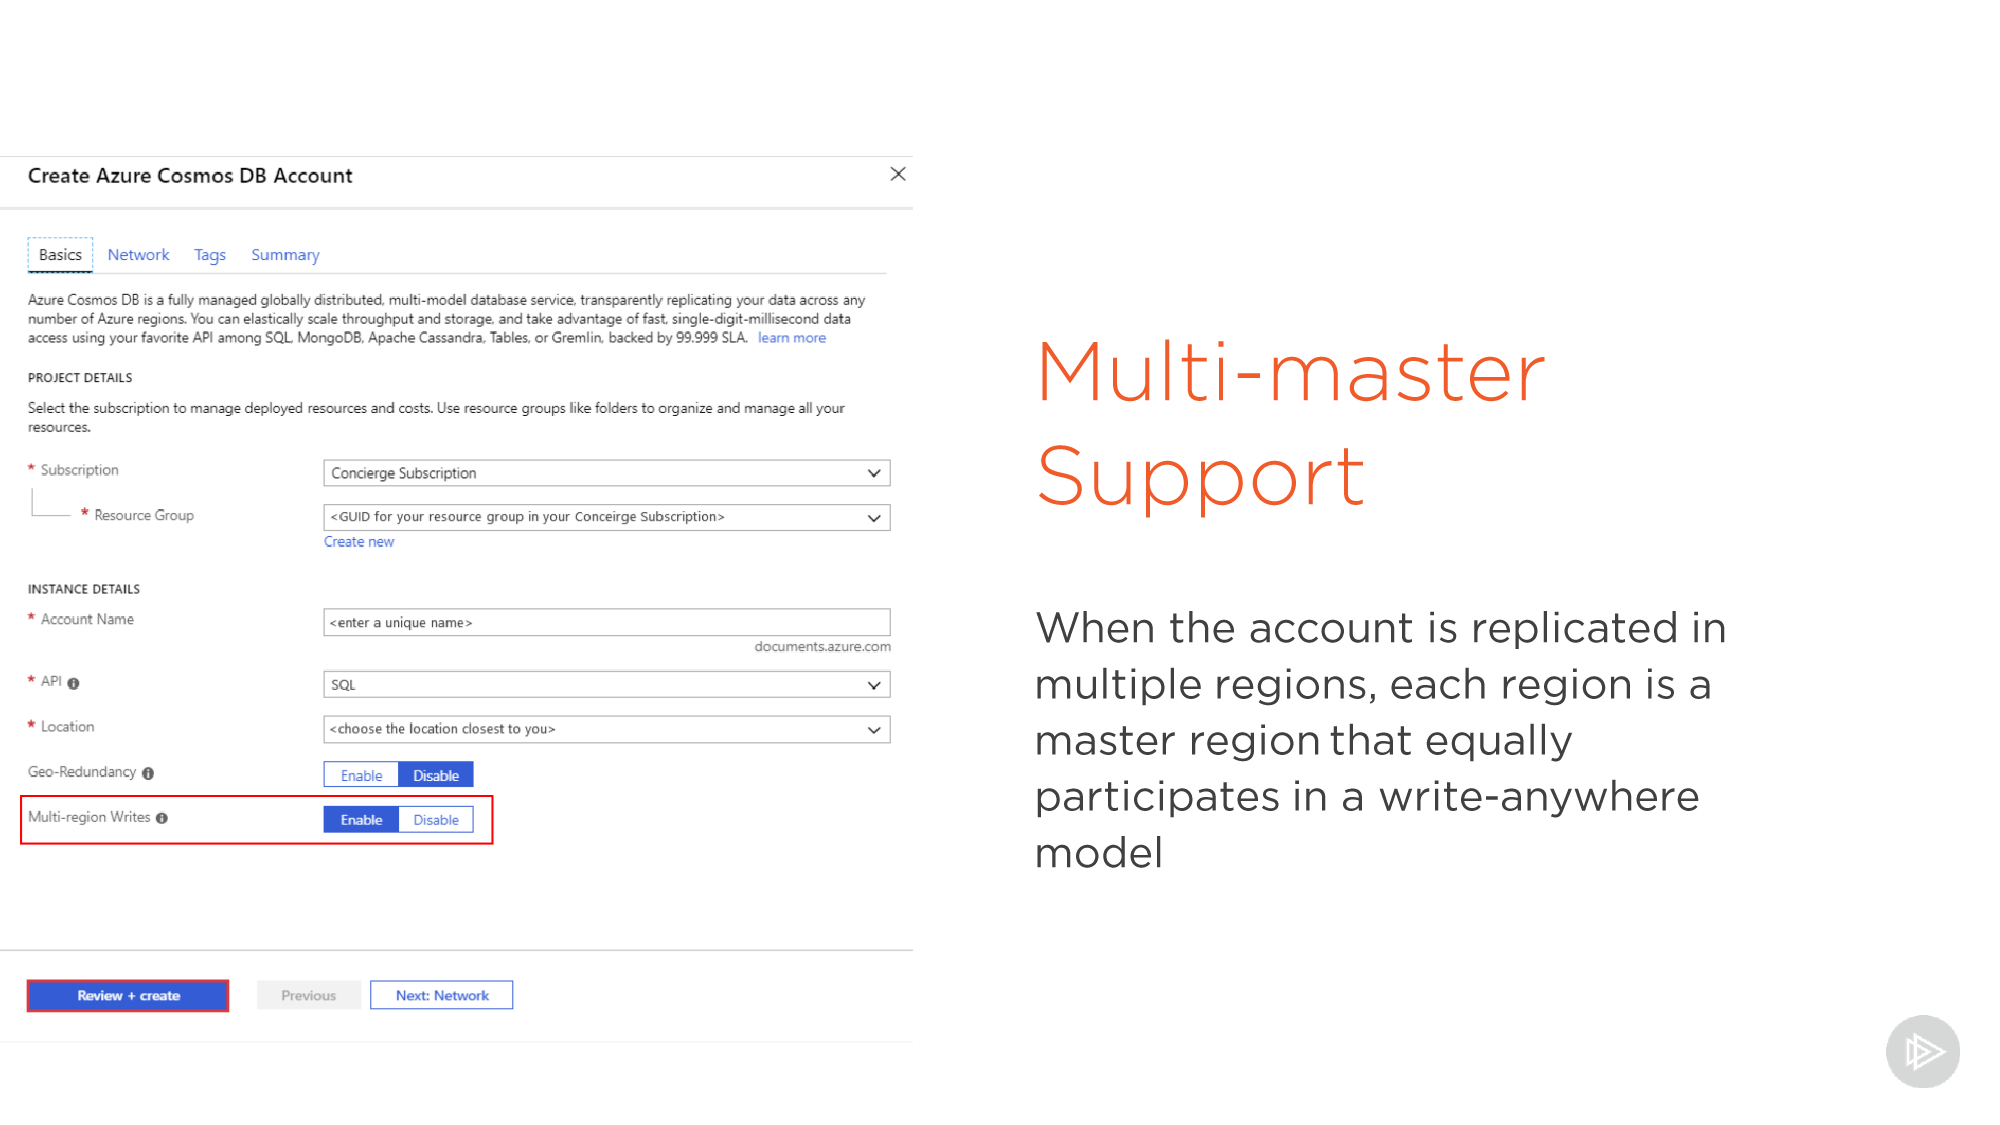 Create Azure Cosmos DB Account
Basics Network Tags Summary
Azure Cosmos DB is a fully managed globally distributed, multi-model database service, transparently replicating your data across any
number of Azure regions. You can elastically scale throughput and storage, and take advantage of fast, single-digit-millisecond data
access using your favorite API among SQL, MongoDB, Apache Cassandra, Tables, or Gremlin, backed by 99.999 SLA. learn more
PROJECT DETAILS
Select the subscription to manage deployed resources and costs. Use resource groups like folders to organize and manage all your
resources.
* Subscription
Concierge Subscription
* Resource Group
<GUID for your resource group in your Conceirge Subscription>
Create new
INSTANCE DETAILS
* Account Name
<enter a unique name>
documents.azure.com
* API
SQL
* Location
<choose the location closest to you>
Geo-Redundancy
Enable Disable
Multi-region Writes
Enable Disable
Review + create
Previous
Next: Network
Multi-master
Support
When the account is replicated in
multiple regions, each region is a
master region that equally
participates in a write-anywhere
model